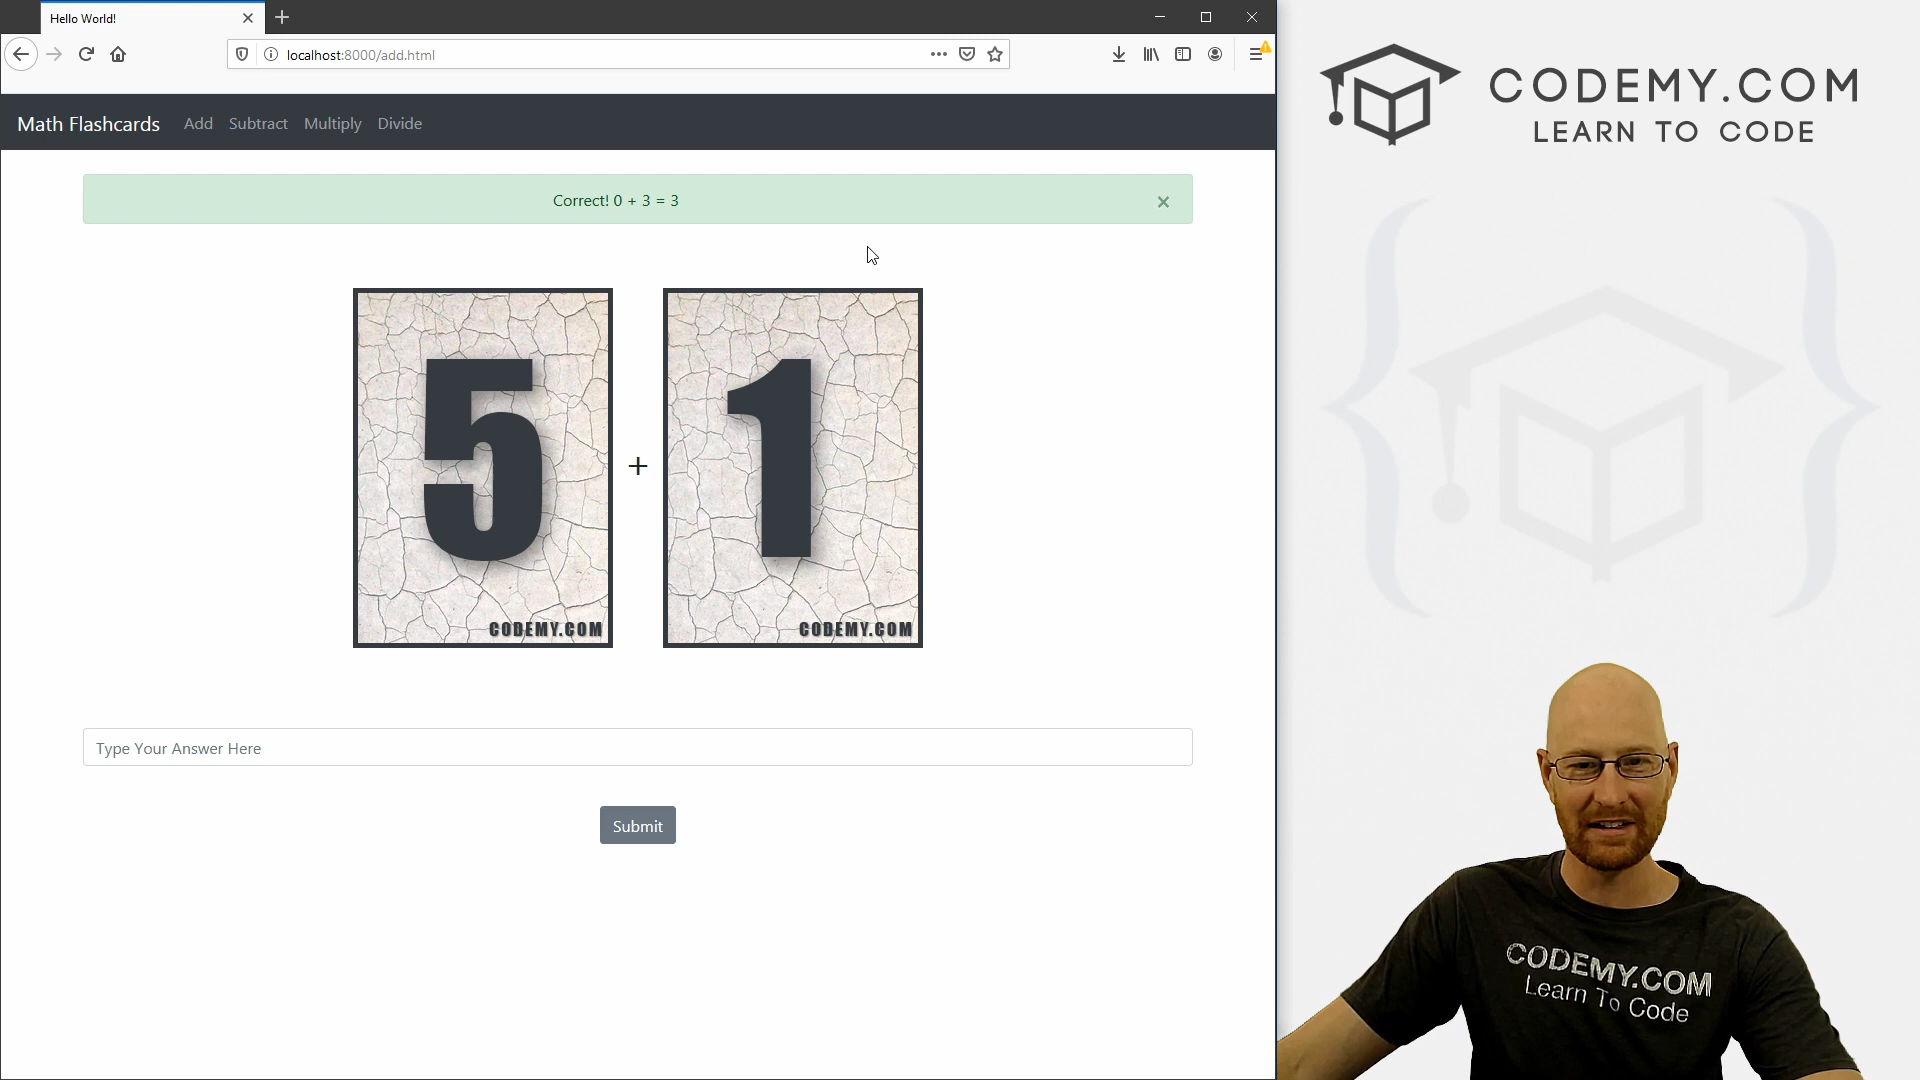 Hello World!
localhost:8000/add.html
Math Flashcards Add Subtract Multiply Divide
Correct! 0 + 3 = 3 ×
5 + 1
CODEMY.COM CODEMY.COM
Type Your Answer Here
Submit
CODEMY.COM
LEARN TO CODE
CODEMY.COM
Learn To Code